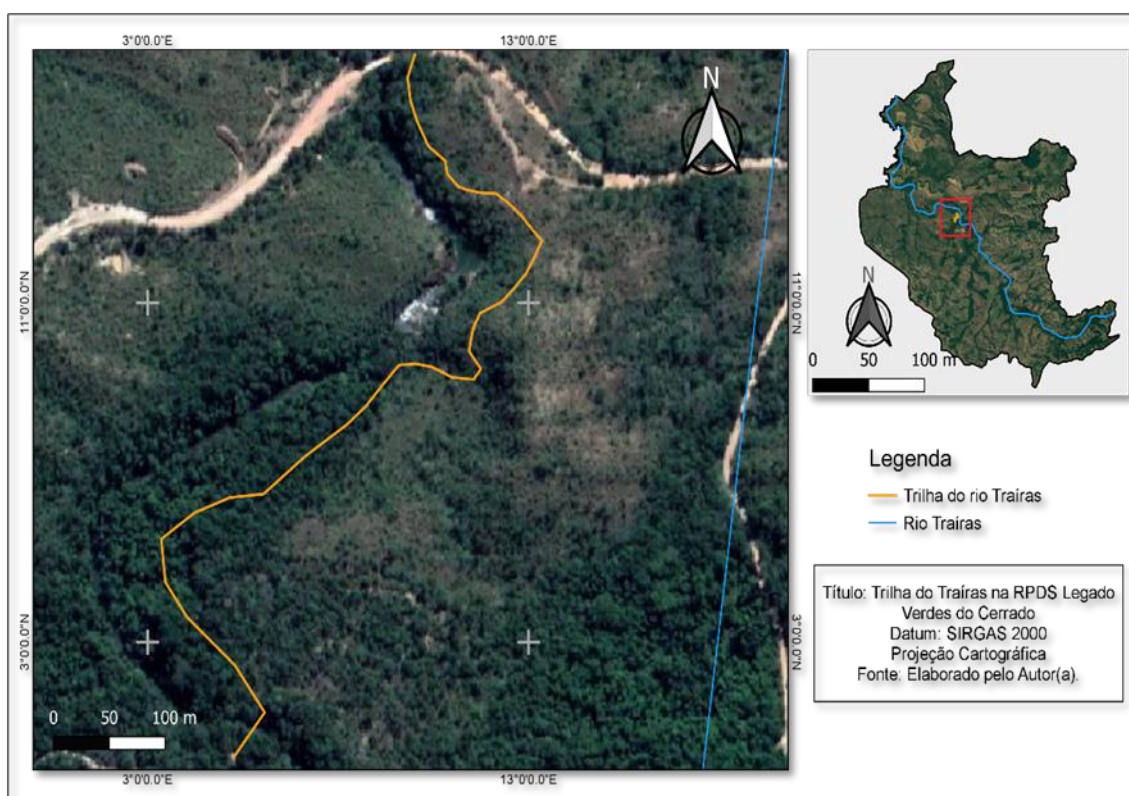 3°0'0.0"E 13°0'0.0"E
N
11°0'0.0"N 11°0'0.0"N
3°0'0.0"N 3°0'0.0"N
0 50 100 m
3°0'0.0"E 13°0'0.0"E
N
0 50 100 m
Legenda
Trilha do rio Traíras
Rio Traíras
Título: Trilha do Traíras na RPDS Legado
Verdes do Cerrado
Datum: SIRGAS 2000
Projeção Cartográfica
Fonte: Elaborado pelo Autor(a).